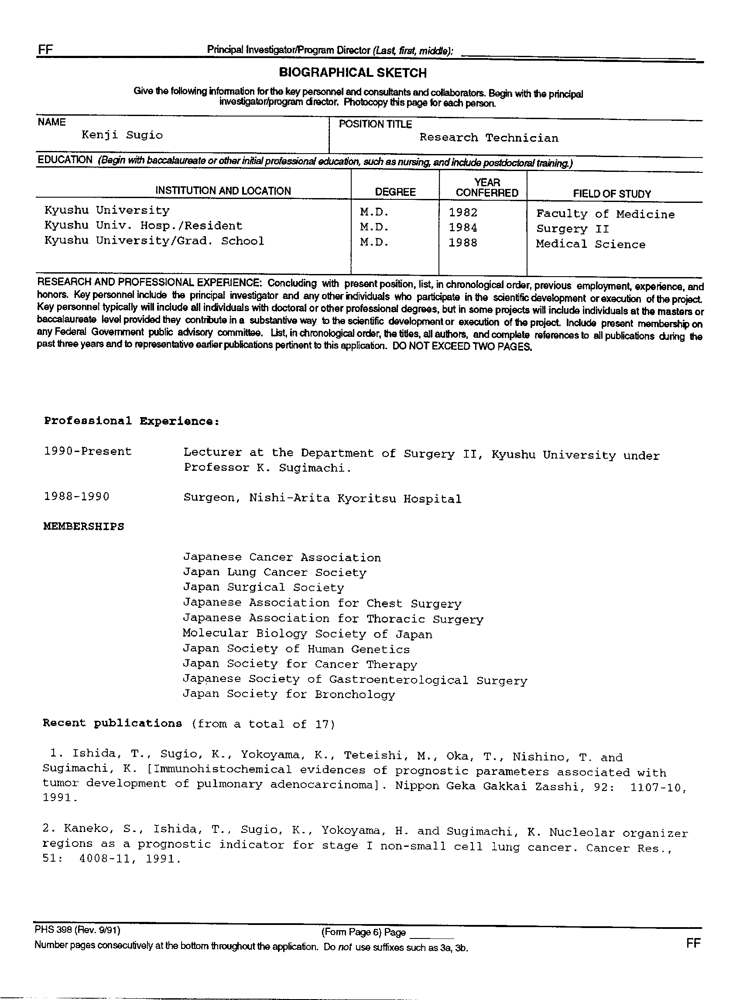 FF
Principal Investigator/Program Director (Last, first, middle):
BIOGRAPHICAL SKETCH
Give the following information for the key personnel and consultants and collaborators. Begin with the principal
investigator/program director. Photocopy this page for each person.
NAME
POSITION TITLE
Kenji Sugio
Research Technician
EDUCATION (Begin with baccalaureate or other initial professional education, such as nursing, and include postdoctoral training.)
INSTITUTION AND LOCATION
DEGREE
YEAR
CONFERRED
FIELD OF STUDY
Kyushu University M.D. 1982 Faculty of Medicine
Kyushu Univ. Hosp./Resident M.D. 1984 Surgery II
Kyushu University/Grad. School M.D. 1988 Medical Science
RESEARCH AND PROFESSIONAL EXPERIENCE: Concluding with present position, list, in chronological order, previous employment, experience, and
honors. Key personnel include the principal investigator and any other individuals who participate in the scientific development or execution of the project.
Key personnel typically will include all individuals with doctoral or other professional degrees, but in some projects will include individuals at the masters or
baccalaureate level provided they contribute in a substantive way to the scientific development or execution of the project. Include present membership on
any Federal Government public advisory committee. List, in chronological order, the titles, all authors, and complete references to all publications during the
past three years and to representative earlier publications pertinent to this application. DO NOT EXCEED TWO PAGES.
Professional Experience:
1990-Present Lecturer at the Department of Surgery II, Kyushu University under
Professor K. Sugimachi.
1988-1990 Surgeon, Nishi-Arita Kyoritsu Hospital
MEMBERSHIPS
Japanese Cancer Association
Japan Lung Cancer Society
Japan Surgical Society
Japanese Association for Chest Surgery
Japanese Association for Thoracic Surgery
Molecular Biology Society of Japan
Japan Society of Human Genetics
Japan Society for Cancer Therapy
Japanese Society of Gastroenterological Surgery
Japan Society for Bronchology
Recent publications (from a total of 17)
1. Ishida, T., Sugio, K., Yokoyama, K., Teteishi, M., Oka, T., Nishino, T. and
Sugimachi, K. [Immunohistochemical evidences of prognostic parameters associated with
tumor development of pulmonary adenocarcinoma]. Nippon Geka Gakkai Zasshi, 92: 1107-10,
1991.
2. Kaneko, S., Ishida, T., Sugio, K., Yokoyama, H. and Sugimachi, K. Nucleolar organizer
regions as a prognostic indicator for stage I non-small cell lung cancer. Cancer Res.,
51: 4008-11, 1991.
PHS 398 (Rev. 9/91)
(Form Page 6) Page
Number pages consecutively at the bottom throughout the application. Do not use suffixes such as 3a, 3b.
FF